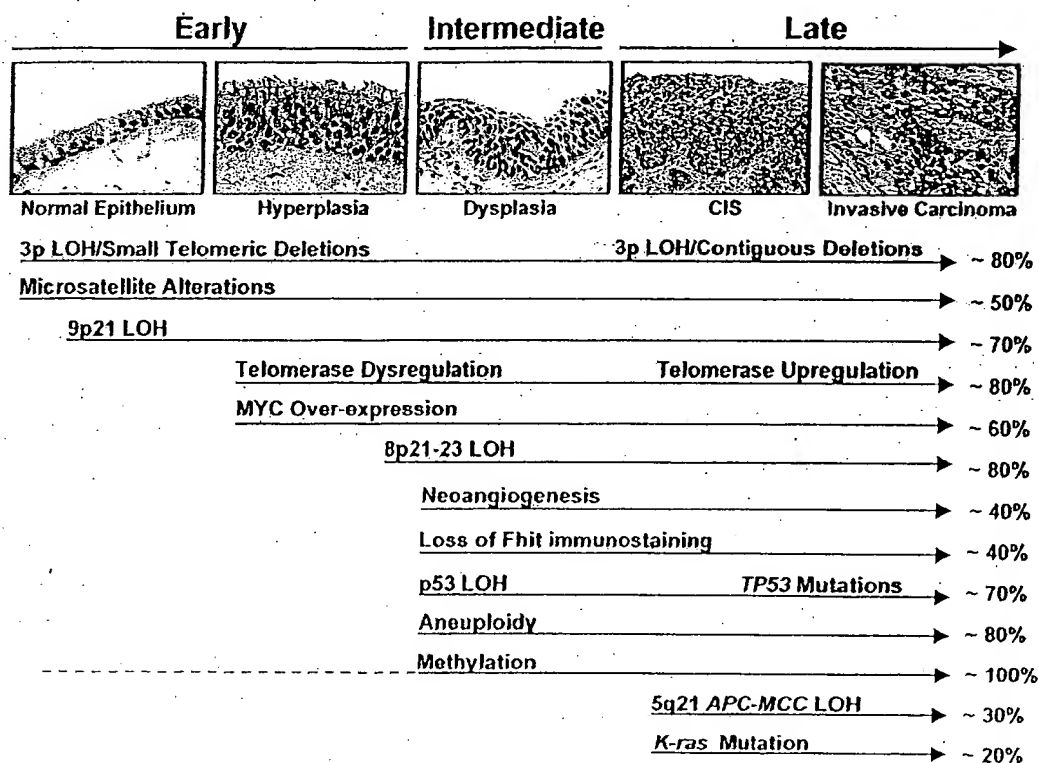 Early Intermediate Late
Normal Epithelium Hyperplasia Dysplasia CIS Invasive Carcinoma
3p LOH/Small Telomeric Deletions 3p LOH/Contiguous Deletions ~ 80%
Microsatellite Alterations ~ 50%
9p21 LOH ~ 70%
Telomerase Dysregulation Telomerase Upregulation ~ 80%
MYC Over-expression ~ 60%
8p21-23 LOH ~ 80%
Neoangiogenesis ~ 40%
Loss of Fhit immunostaining ~ 40%
p53 LOH TP53 Mutations ~ 70%
Aneuploidy ~ 80%
Methylation ~ 100%
5q21 APC-MCC LOH ~ 30%
K-ras Mutation ~ 20%